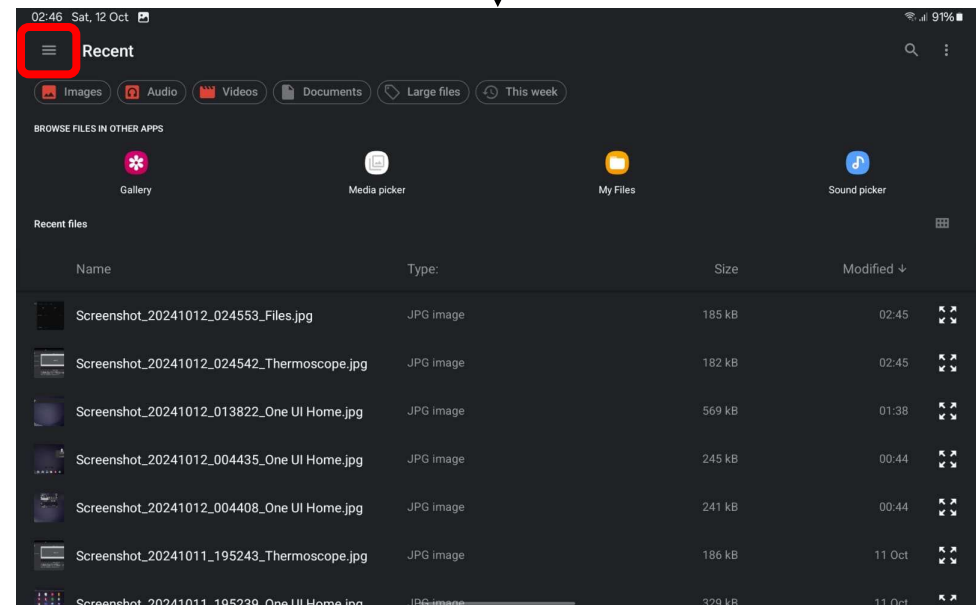 02:46 Sat, 12 Oct 91%
Recent
Images Audio Videos Documents Large files This week
BROWSE FILES IN OTHER APPS
Gallery Media picker My Files Sound picker
Recent files
Name Type: Size Modified
Screenshot_20241012_024553_Files.jpg JPG image 185 kB 02:45
Screenshot_20241012_024542_Thermoscope.jpg JPG image 182 kB 02:45
Screenshot_20241012_013822_One UI Home.jpg JPG image 569 kB 01:38
Screenshot_20241012_004435_One UI Home.jpg JPG image 245 kB 00:44
Screenshot_20241012_004408_One UI Home.jpg JPG image 241 kB 00:44
Screenshot_20241011_195243_Thermoscope.jpg JPG image 186 kB 11 Oct
Screenshot_20241011_195239_One UI Home.jpg JPG image 329 kB 11 Oct